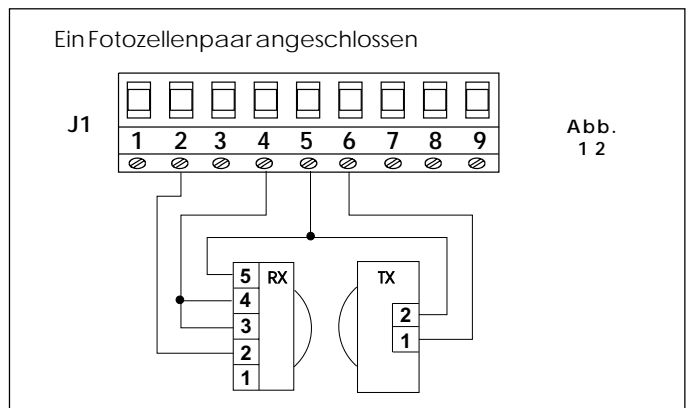 Ein Fotozellenpaar angeschlossen
J1
1 2 3 4 5 6 7 8 9
Abb.
12
5
4
3
2
1
RX
TX
2
1